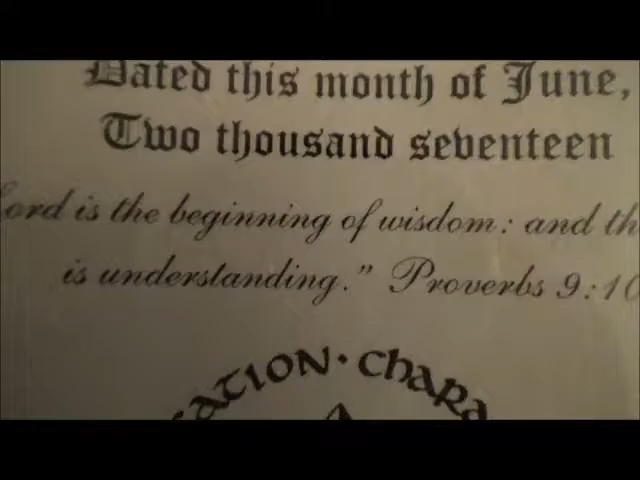 Dated this month of June,
Two thousand seventeen
Lord is the beginning of wisdom: and th
is understanding." Proverbs 9:10
CATION · CHARA